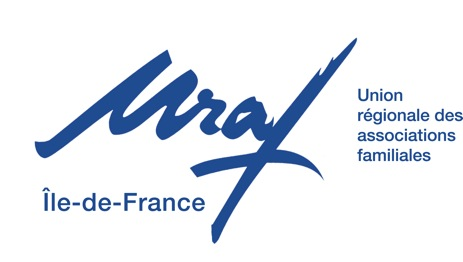 Uraf
Île-de-France
Union
régionale des
associations
familiales